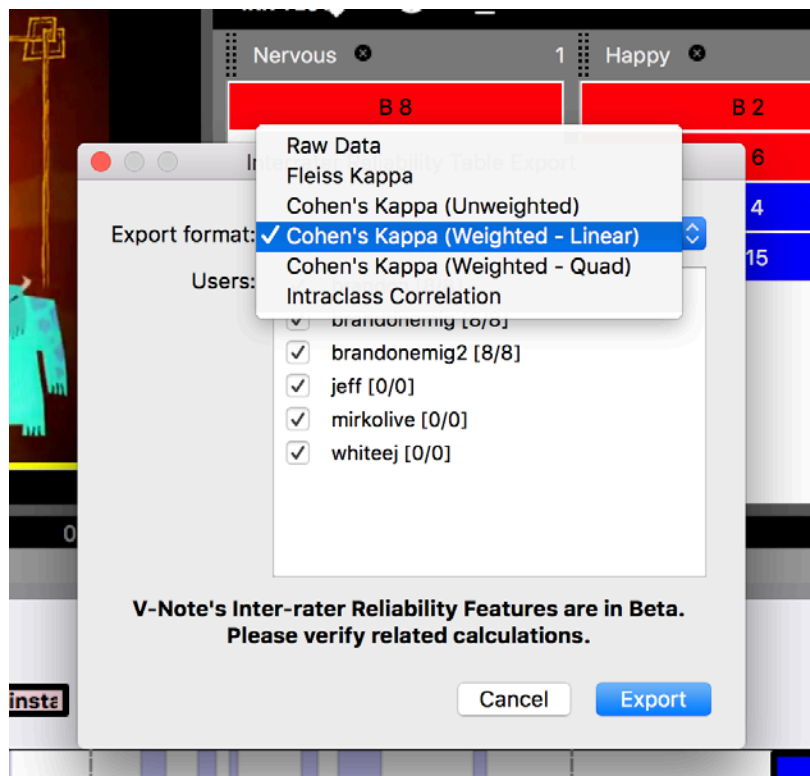 Nervous 1 Happy
B 8 B 2
6
4
15
Raw Data
Fleiss Kappa
Cohen's Kappa (Unweighted)
Export format: ✓ Cohen's Kappa (Weighted - Linear)
Cohen's Kappa (Weighted - Quad)
Users:
Intraclass Correlation
brandonemig [8/8]
brandonemig2 [8/8]
jeff [0/0]
mirkolive [0/0]
whiteej [0/0]
0
V-Note's Inter-rater Reliability Features are in Beta.
Please verify related calculations.
insta
Cancel Export